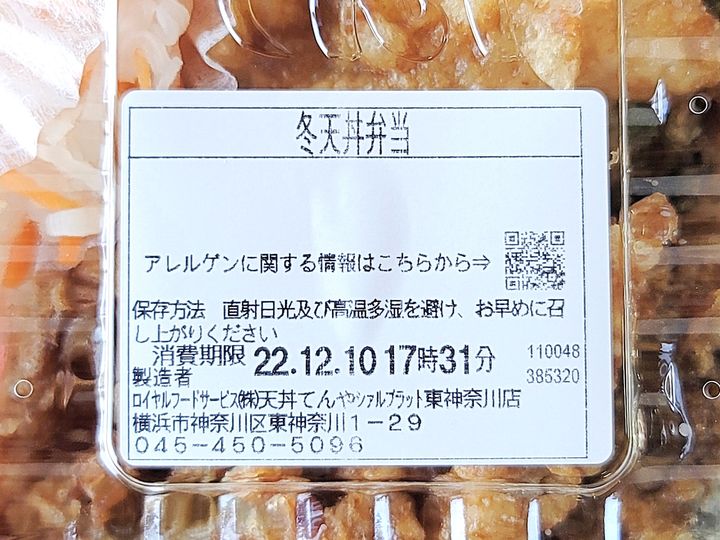 冬天丼弁当
アレルゲンに関する情報はこちらから⇒
保存方法 直射日光及び高温多湿を避け、お早めに召
し上がりください
消費期限 22.12.10 17時31分
110048
製造者
385320
ロイヤルフードサービス㈱天丼てんやシァルプラット東神奈川店
横浜市神奈川区東神奈川1－29
045－450－5096